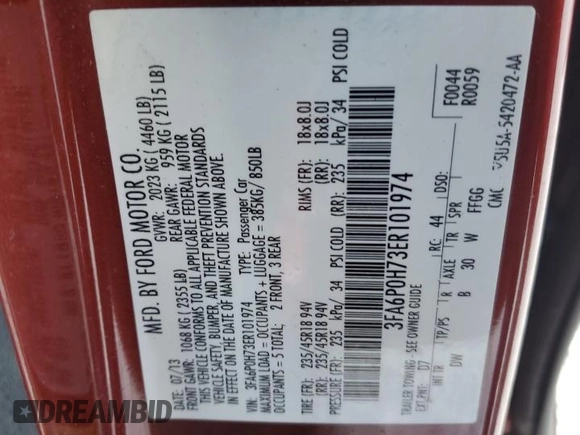 MFD. BY FORD MOTOR CO.
DATE: 07/13 GVWR: 2023 KG ( 4460 LB)
FRONT GAWR: 1068 KG ( 2355 LB) REAR GAWR: 959 KG ( 2115 LB)
THIS VEHICLE CONFORMS TO ALL APPLICABLE FEDERAL MOTOR
VEHICLE SAFETY, BUMPER, AND THEFT PREVENTION STANDARDS
IN EFFECT ON THE DATE OF MANUFACTURE SHOWN ABOVE.
VIN: 3FA6P0H73ER101974 TYPE: Passenger Car
MAXIMUM LOAD = OCCUPANTS + LUGGAGE = 385KG/ 850LB
OCCUPANTS = 5 TOTAL: 2 FRONT, 3 REAR
TIRES (FR): 235/45R18 94V RIMS (FR): 18x8.0J
(RR): 235/45R18 94V (RR): 18x8.0J
PRESSURE (FR): 235 kPa/ 34 PSI COLD (RR): 235 kPa/ 34 PSI COLD
3FA6P0H73ER101974 F0044
R0059
TRAILER TOWING - SEE OWNER GUIDE
EXT PNT: D7 RC: 44 DSO:
INT TR TP/PS R AXLE TR SPR
DW B 30 W FFGG
CMC VSU5A-5420472-AA
AUTOHELPERBOT.COM